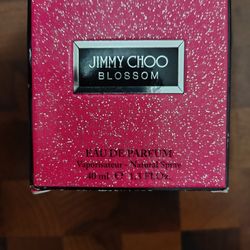 JIMMY CHOO
BLOSSOM
EAU DE PARFUM
Vaporisateur - Natural Spray
40 ml ℮ 1.3 Fl.Oz.